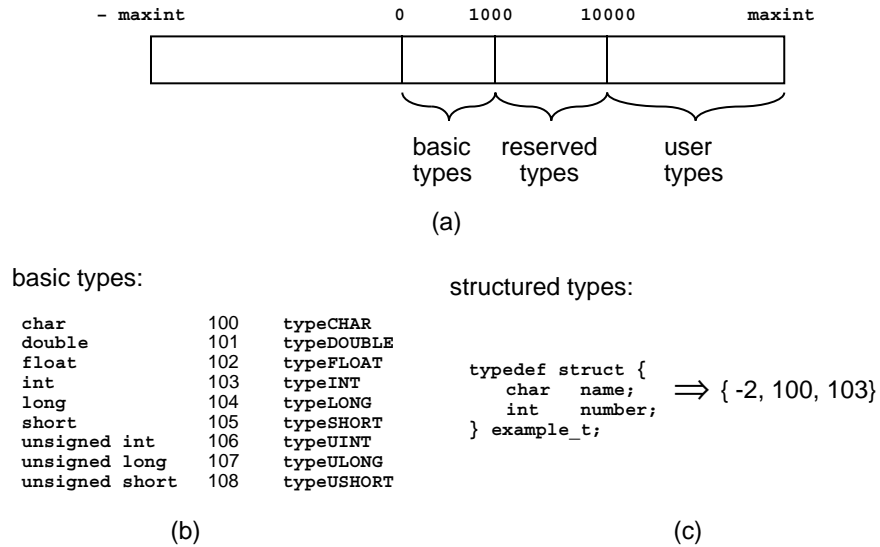 - maxint 0 1000 10000 maxint
basic types
reserved types
user types
(a)
basic types:
char 100 typeCHAR
double 101 typeDOUBLE
float 102 typeFLOAT
int 103 typeINT
long 104 typeLONG
short 105 typeSHORT
unsigned int 106 typeUINT
unsigned long 107 typeULONG
unsigned short 108 typeUSHORT
(b)
structured types:
typedef struct {
char name;
int number;
} example_t;
⇒ { -2, 100, 103}
(c)